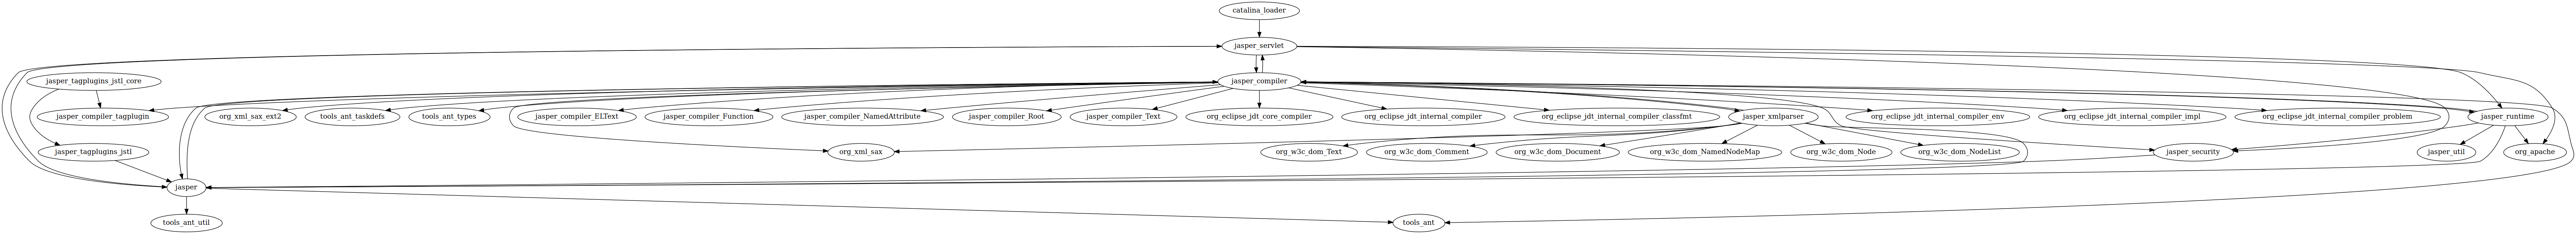 catalina_loader
jasper_servlet
jasper_tagplugins_jstl_core
jasper_compiler
jasper_compiler_tagplugin
org_xml_sax_ext2
tools_ant_taskdefs
tools_ant_types
jasper_compiler_ELText
jasper_compiler_Function
jasper_compiler_NamedAttribute
jasper_compiler_Root
jasper_compiler_Text
org_eclipse_jdt_core_compiler
org_eclipse_jdt_internal_compiler
org_eclipse_jdt_internal_compiler_classfmt
jasper_xmlparser
org_eclipse_jdt_internal_compiler_env
org_eclipse_jdt_internal_compiler_impl
org_eclipse_jdt_internal_compiler_problem
jasper_runtime
jasper_tagplugins_jstl
org_xml_sax
org_w3c_dom_Text
org_w3c_dom_Comment
org_w3c_dom_Document
org_w3c_dom_NamedNodeMap
org_w3c_dom_Node
org_w3c_dom_NodeList
jasper_security
jasper_util
org_apache
jasper
tools_ant_util
tools_ant